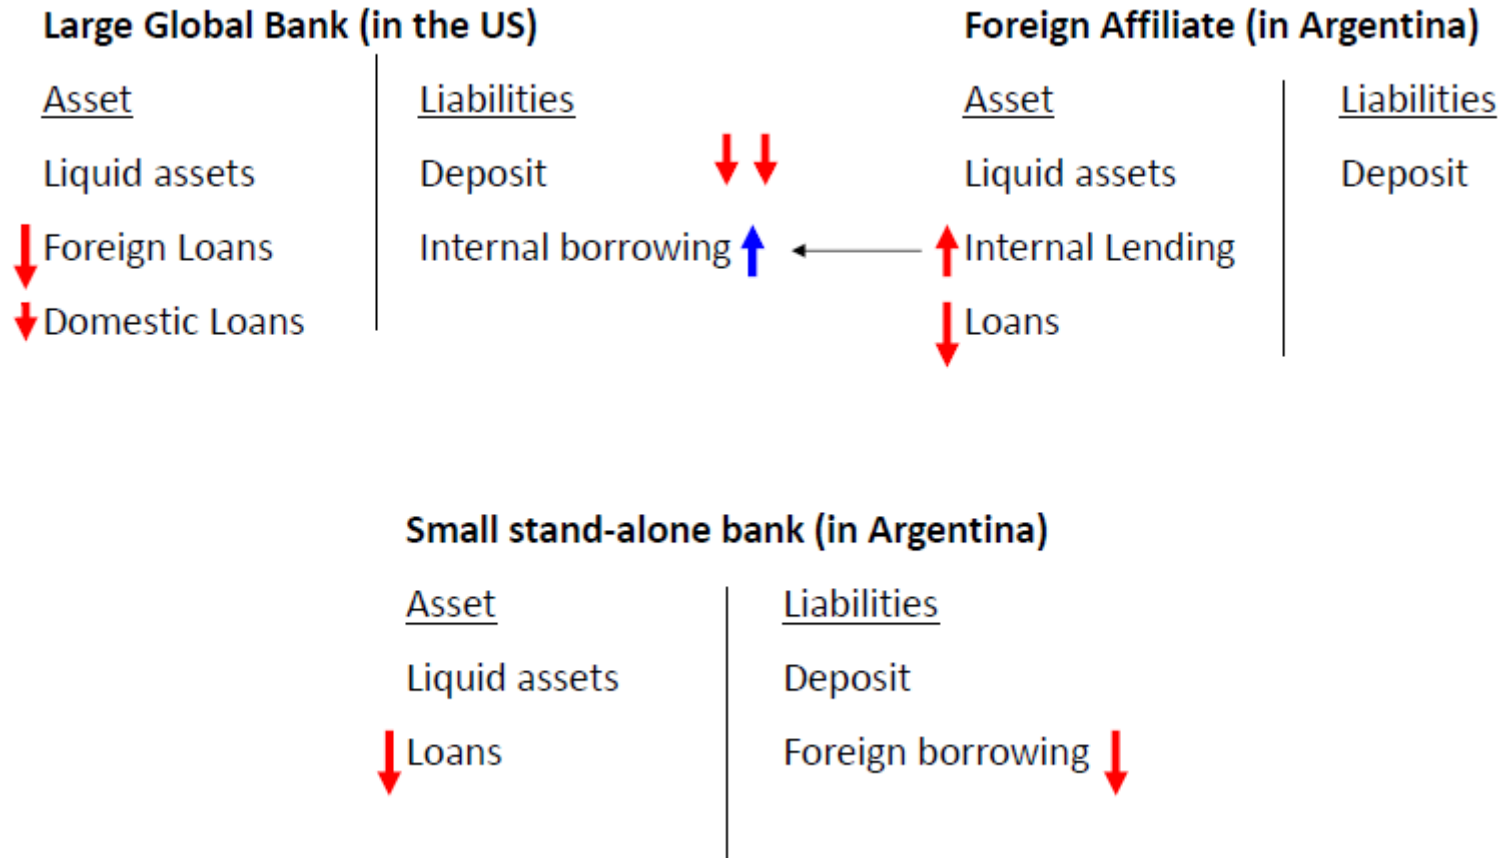 Large Global Bank (in the US)
Foreign Affiliate (in Argentina)
Asset
Liabilities
Asset
Liabilities
Liquid assets
Deposit
Liquid assets
Deposit
Foreign Loans
Internal borrowing
Internal Lending
Domestic Loans
Loans
Small stand-alone bank (in Argentina)
Asset
Liabilities
Liquid assets
Deposit
Loans
Foreign borrowing